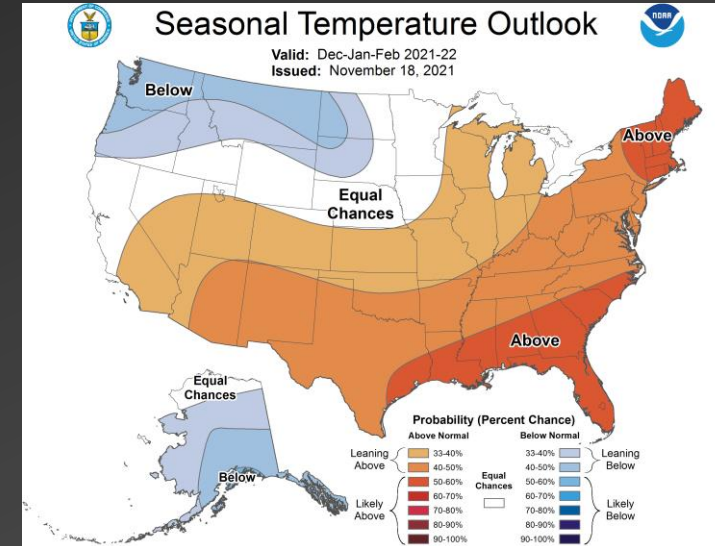 Seasonal Temperature Outlook
NOAA
Valid: Dec-Jan-Feb 2021-22
Issued: November 18, 2021
Below
Above
Equal
Chances
Above
Equal
Chances
Below
Probability (Percent Chance)
Above Normal Below Normal
Leaning
Above
33-40%
40-50%
50-60%
60-70%
70-80%
80-90%
90-100%
Likely
Above
Equal
Chances
33-40%
40-50%
50-60%
60-70%
70-80%
80-90%
90-100%
Leaning
Below
Likely
Below